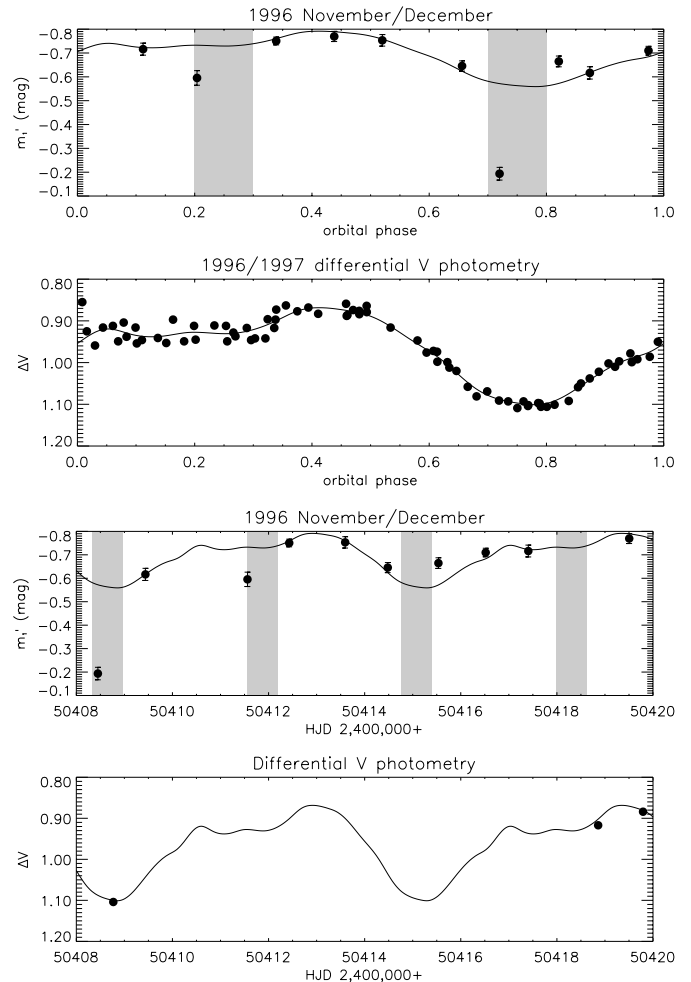 1996 November/December
−0.8
−0.7
−0.6
−0.5
−0.4
−0.3
−0.2
−0.1
m,' (mag)
0.0 0.2 0.4 0.6 0.8 1.0
orbital phase
1996/1997 differential V photometry
0.80
0.90
1.00
1.10
1.20
ΔV
0.0 0.2 0.4 0.6 0.8 1.0
orbital phase
1996 November/December
−0.8
−0.7
−0.6
−0.5
−0.4
−0.3
−0.2
−0.1
m,' (mag)
50408 50410 50412 50414 50416 50418 50420
HJD 2,400,000+
Differential V photometry
0.80
0.90
1.00
1.10
1.20
ΔV
50408 50410 50412 50414 50416 50418 50420
HJD 2,400,000+